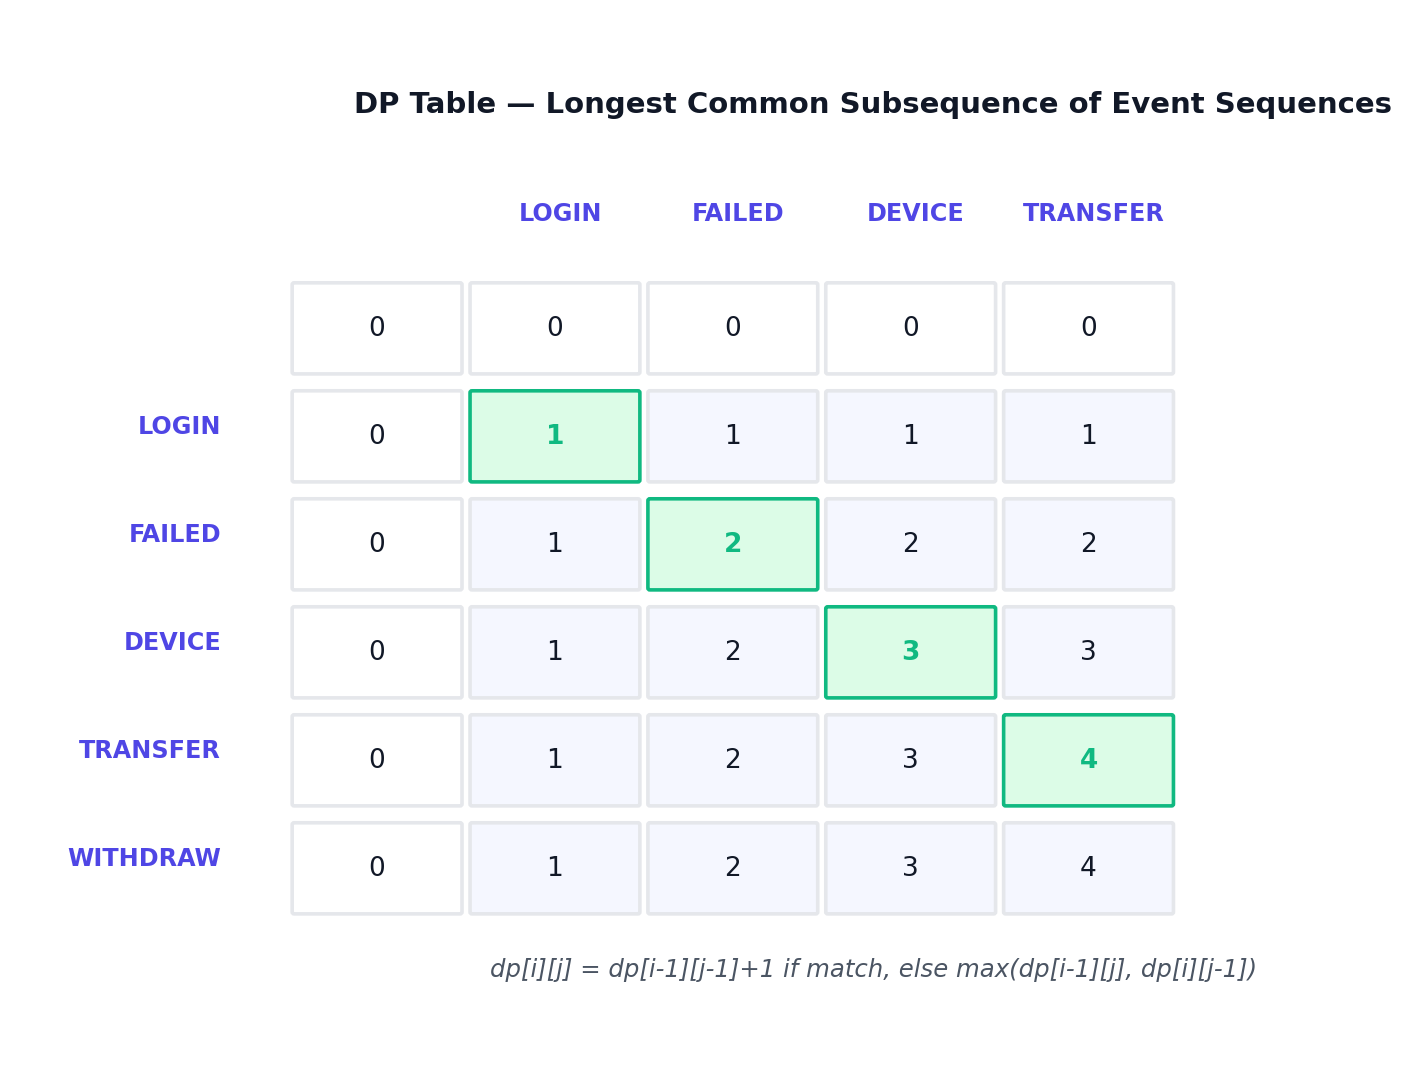 DP Table — Longest Common Subsequence of Event Sequences
LOGIN FAILED DEVICE TRANSFER
0 0 0 0 0
LOGIN 0 1 1 1 1
FAILED 0 1 2 2 2
DEVICE 0 1 2 3 3
TRANSFER 0 1 2 3 4
WITHDRAW 0 1 2 3 4
dp[i][j] = dp[i-1][j-1]+1 if match, else max(dp[i-1][j], dp[i][j-1])